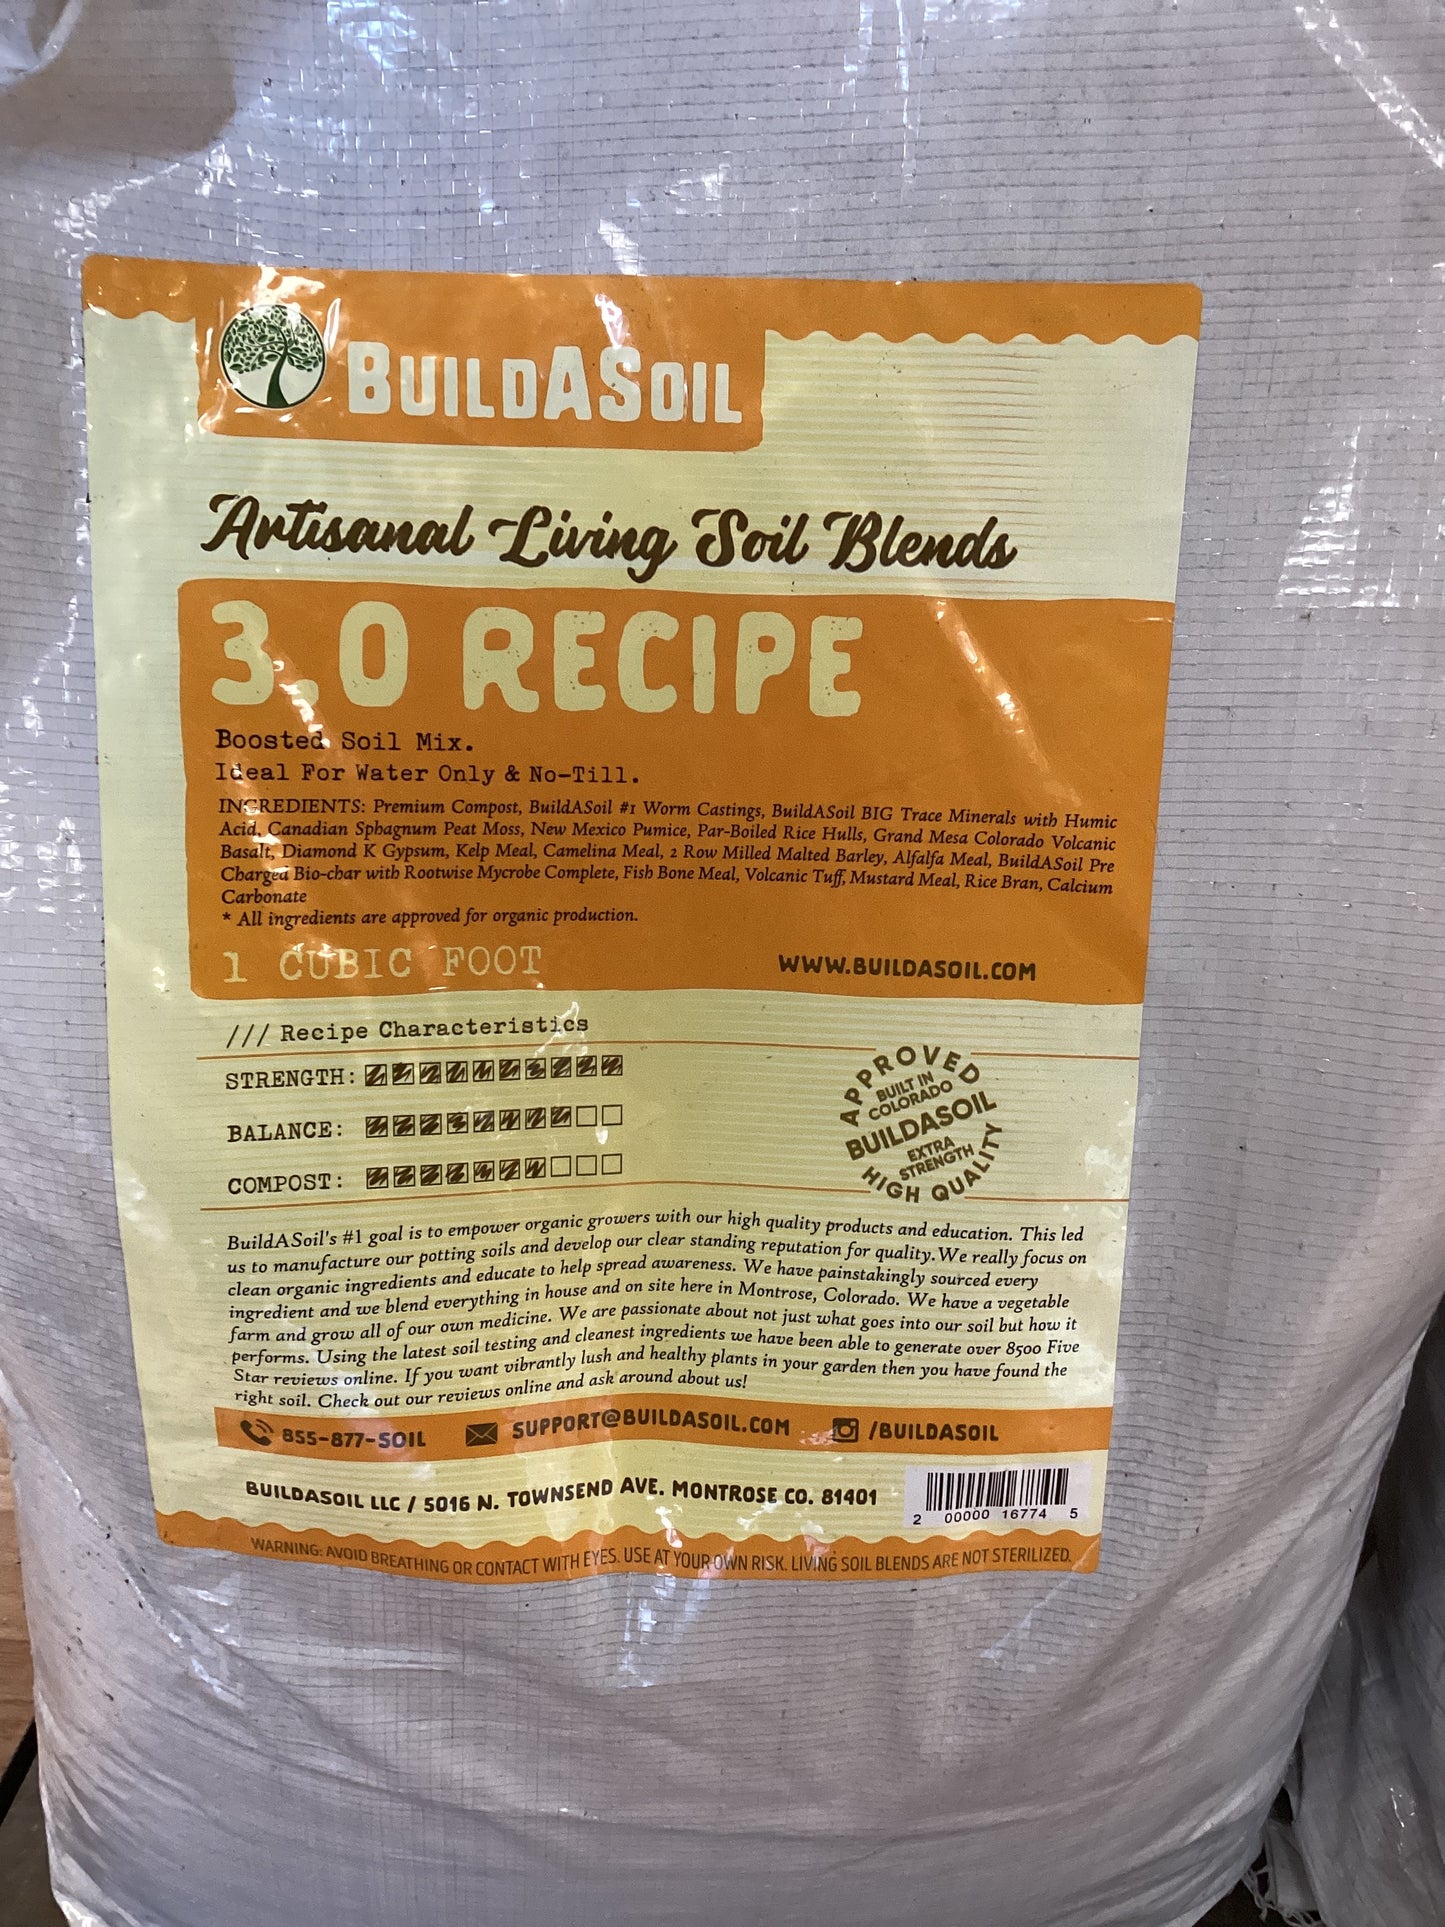 BUILDASOIL
Artisanal Living Soil Blends
3.0 RECIPE
Boosted Soil Mix.
Ideal For Water Only & No-Till.
INGREDIENTS: Premium Compost, BuildASoil #1 Worm Castings, BuildASoil BIG Trace Minerals with Humic
Acid, Canadian Sphagnum Peat Moss, New Mexico Pumice, Par-Boiled Rice Hulls, Grand Mesa Colorado Volcanic
Basalt, Diamond K Gypsum, Kelp Meal, Camelina Meal, 2 Row Milled Malted Barley, Alfalfa Meal, BuildASoil Pre
Charged Bio-char with Rootwise Mycrobe Complete, Fish Bone Meal, Volcanic Tuff, Mustard Meal, Rice Bran, Calcium
Carbonate
* All ingredients are approved for organic production.
1 CUBIC FOOT
WWW.BUILDASOIL.COM
/// Recipe Characteristics
STRENGTH:
BALANCE:
COMPOST:
APPROVED
BUILT IN
COLORADO
BUILDASOIL
EXTRA
STRENGTH
HIGH QUALITY
BuildASoil's #1 goal is to empower organic growers with our high quality products and education. This led
us to manufacture our potting soils and develop our clear standing reputation for quality.We really focus on
clean organic ingredients and educate to help spread awareness. We have painstakingly sourced every
ingredient and we blend everything in house and on site here in Montrose, Colorado. We have a vegetable
farm and grow all of our own medicine. We are passionate about not just what goes into our soil but how it
performs. Using the latest soil testing and cleanest ingredients we have been able to generate over 8500 Five
Star reviews online. If you want vibrantly lush and healthy plants in your garden then you have found the
right soil. Check out our reviews online and ask around about us!
855-877-SOIL SUPPORT@BUILDASOIL.COM /BUILDASOIL
BUILDASOIL LLC / 5016 N. TOWNSEND AVE. MONTROSE CO. 81401
2 00000 16774 5
WARNING: AVOID BREATHING OR CONTACT WITH EYES. USE AT YOUR OWN RISK. LIVING SOIL BLENDS ARE NOT STERILIZED.